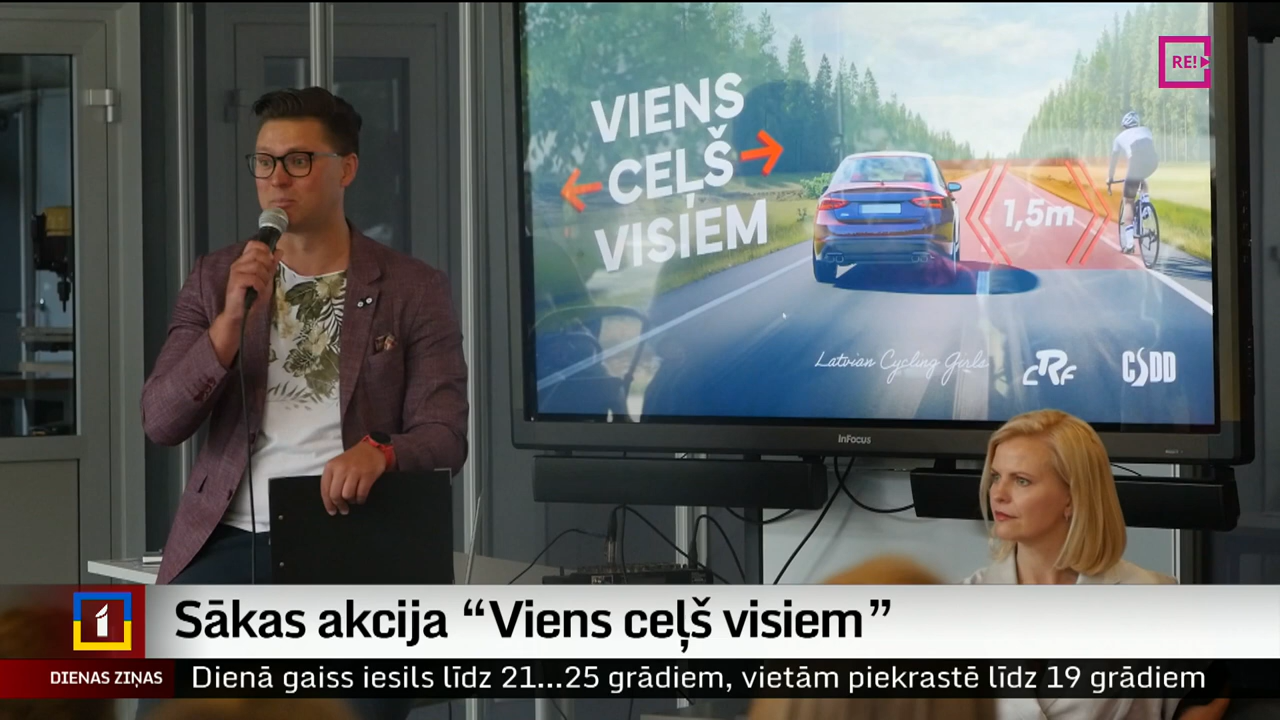 RE!
VIENS
CEĻŠ
VISIEM
1,5m
Latvian Cycling Girls
CRF
CSDD
InFocus
1
Sākas akcija “Viens ceļš visiem”
DIENAS ZIŅAS
Dienā gaiss iesils līdz 21...25 grādiem, vietām piekrastē līdz 19 grādiem